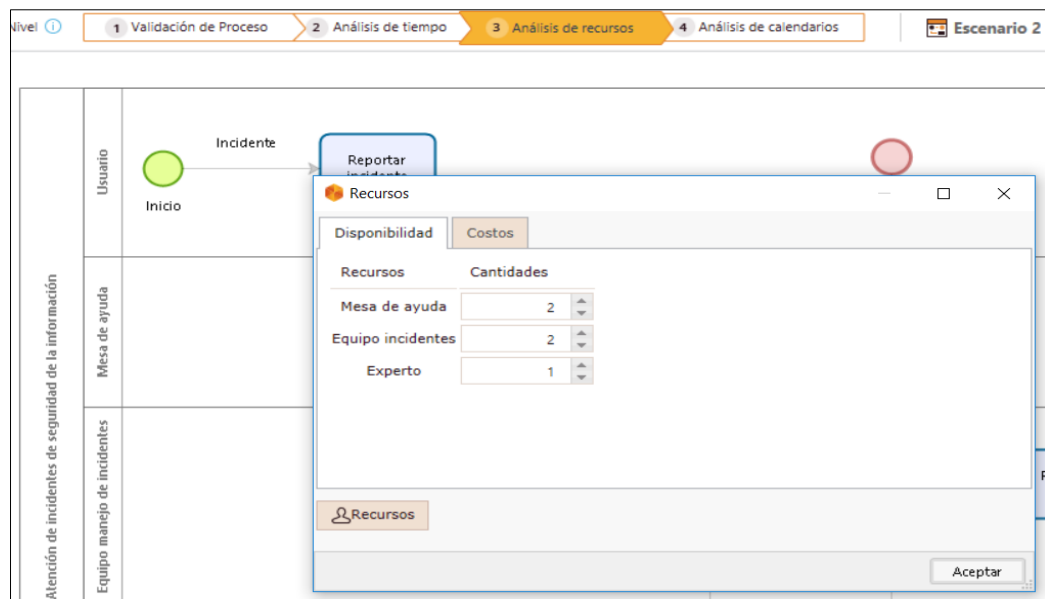 Nivel
1 Validación de Proceso
2 Análisis de tiempo
3 Análisis de recursos
4 Análisis de calendarios
Escenario 2
Atención de incidentes de seguridad de la información
Usuario
Inicio
Incidente
Reportar
incidente
Mesa de ayuda
Equipo manejo de incidentes
Recursos
Disponibilidad
Costos
Recursos Cantidades
Mesa de ayuda 2
Equipo incidentes 2
Experto 1
Recursos
Aceptar